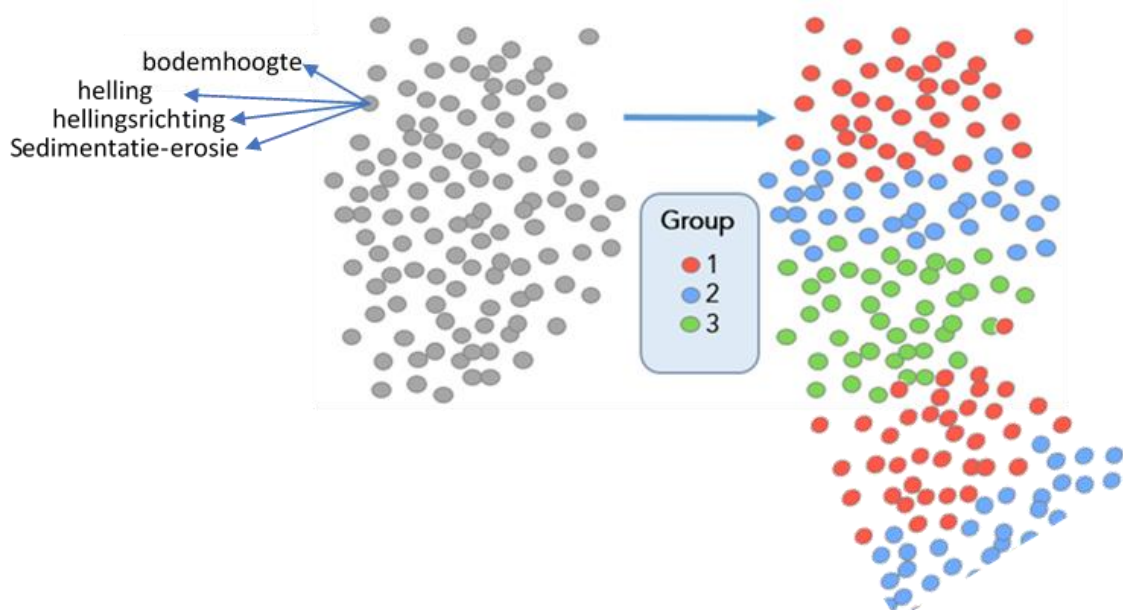 bodemhoogte
helling
hellingsrichting
Sedimentatie-erosie
Group
1
2
3